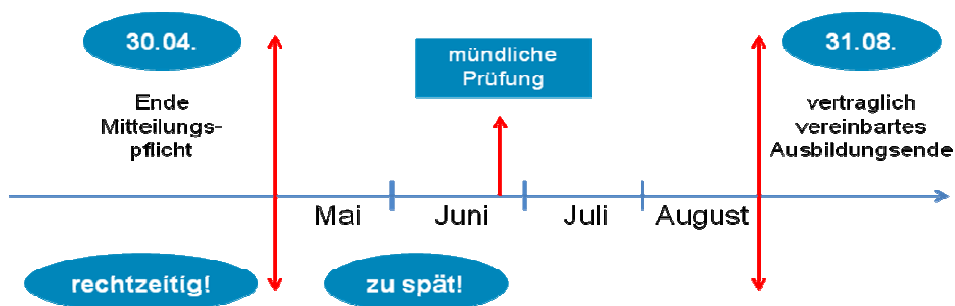 30.04.
mündliche
Prüfung
31.08.
Ende
Mitteilungs-
pflicht
vertraglich
vereinbartes
Ausbildungsende
Mai
Juni
Juli
August
rechtzeitig!
zu spät!